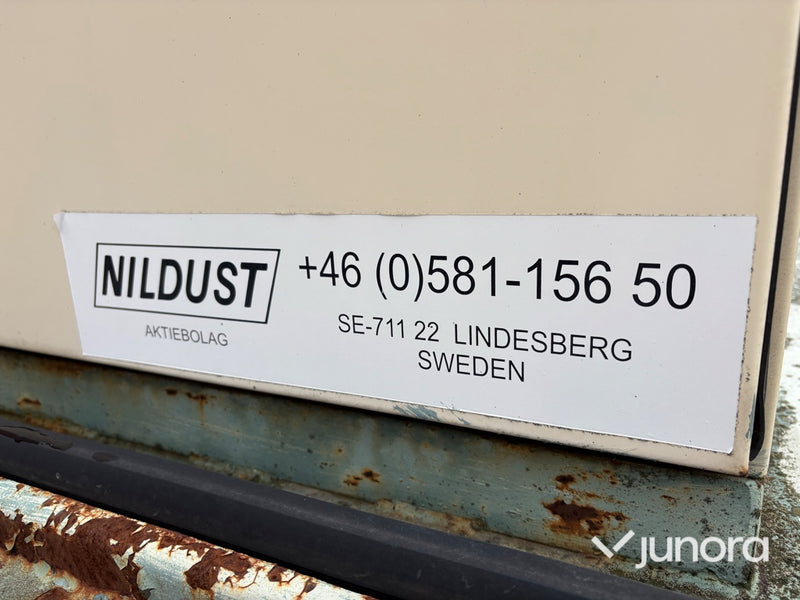 NILDUST
AKTIEBOLAG
+46 (0)581-156 50
SE-711 22 LINDESBERG
SWEDEN
junora